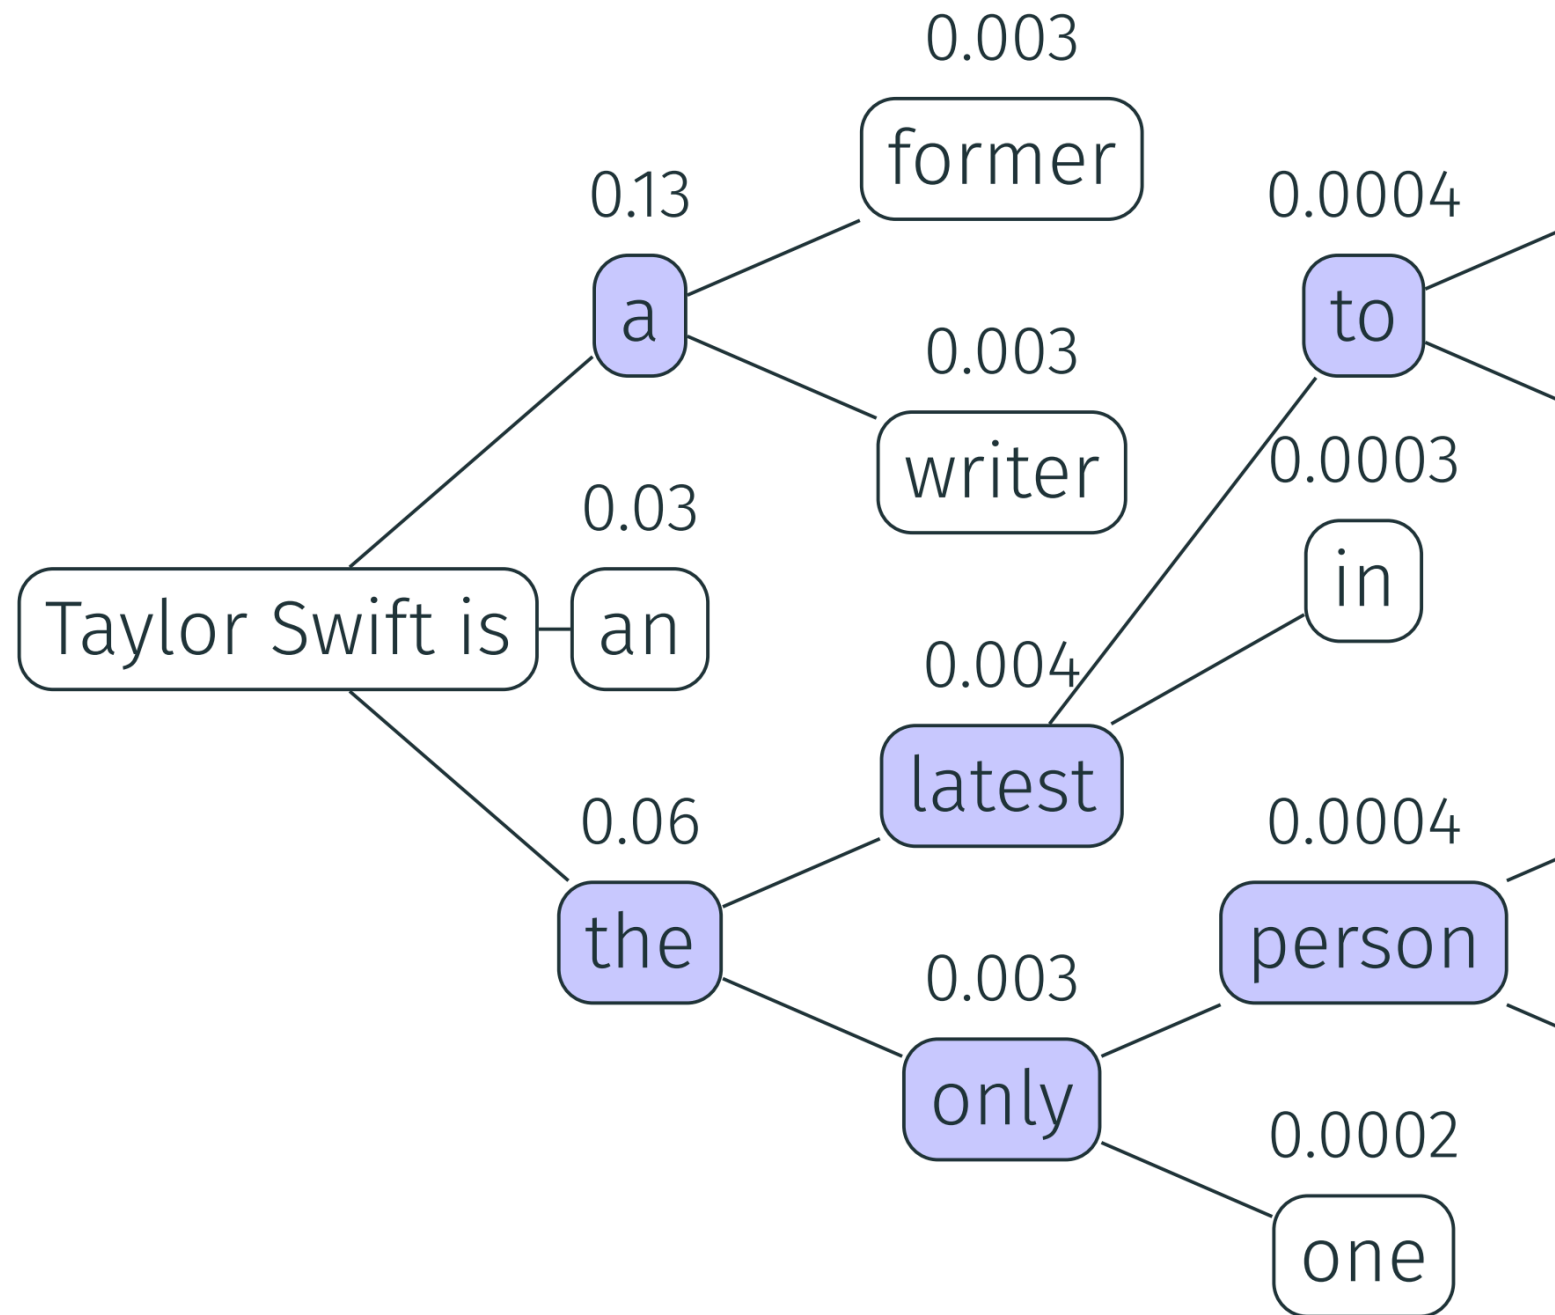 0.003
former
0.13
0.0004
a
to
0.003
writer
0.0003
in
0.03
Taylor Swift is
an
0.004
latest
0.06
0.0004
the
person
0.003
only
0.0002
one